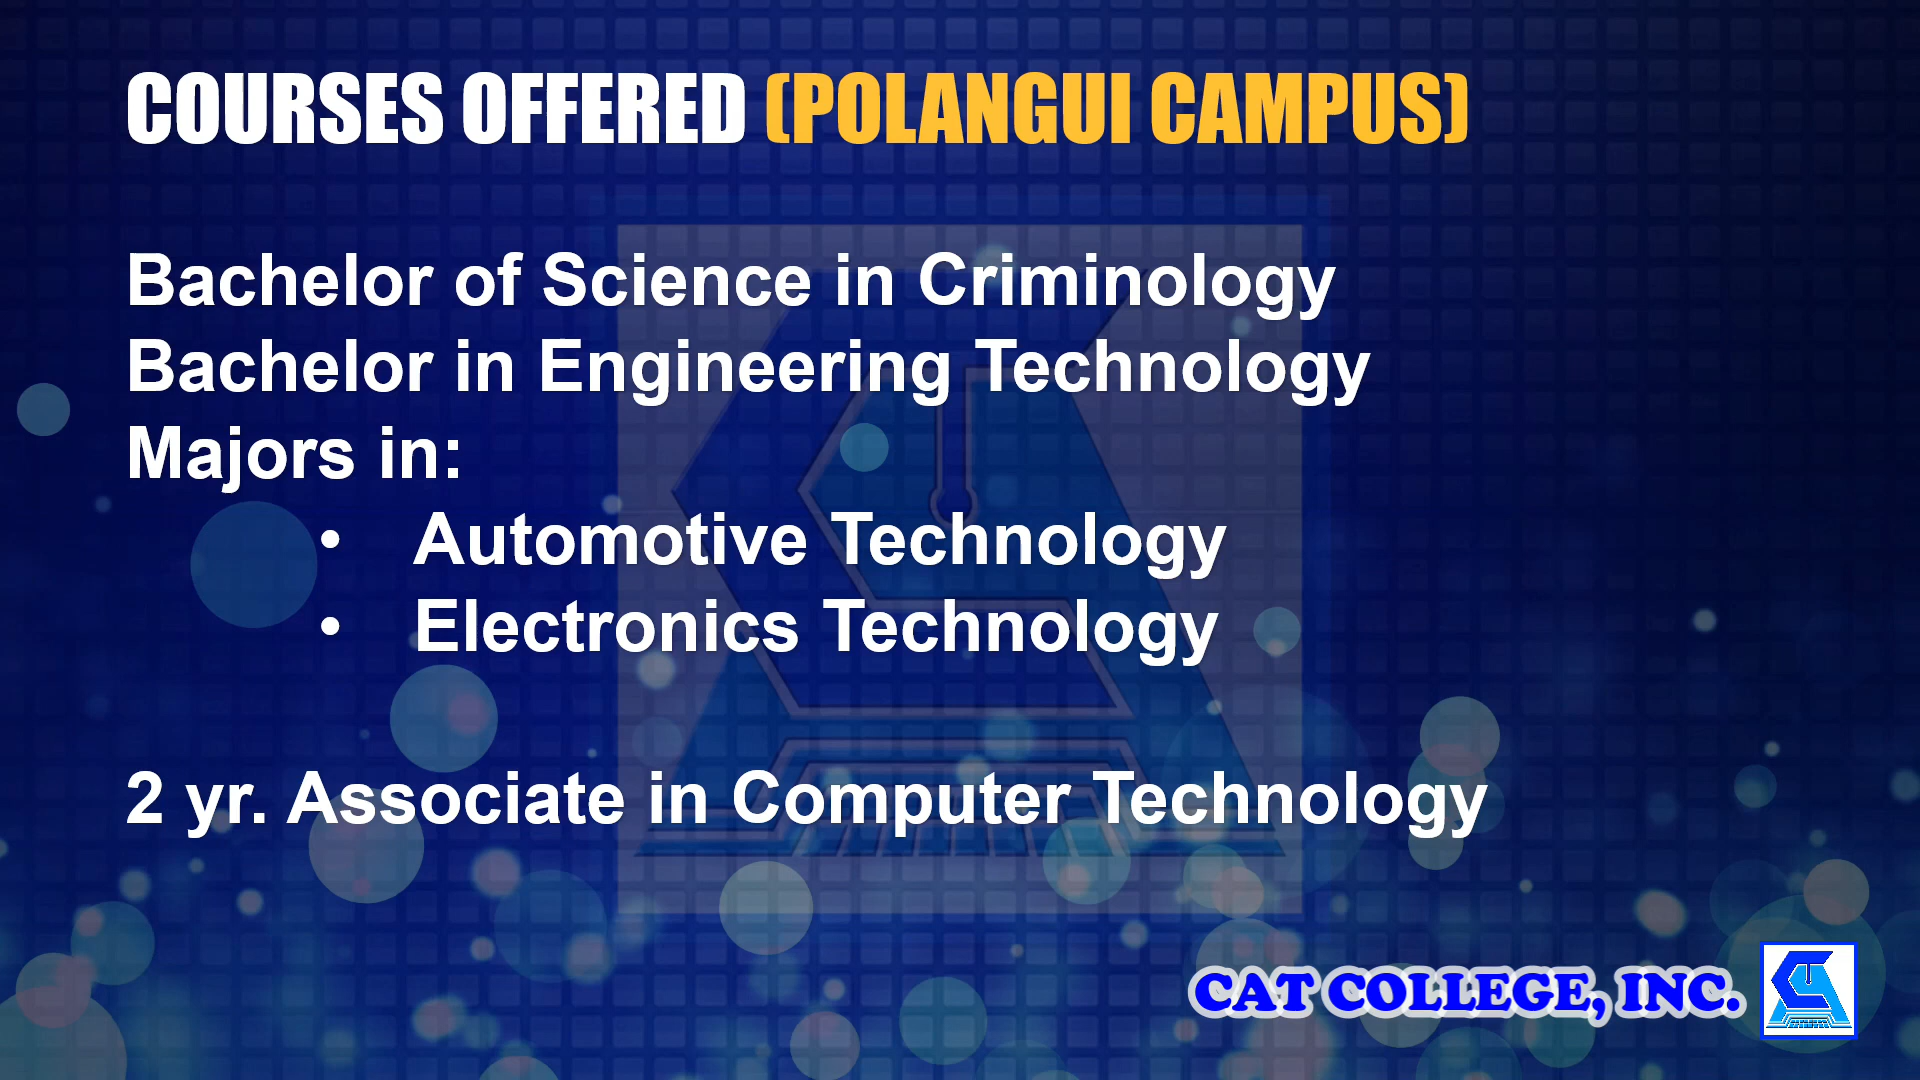 COURSES OFFERED (POLANGUI CAMPUS)
Bachelor of Science in Criminology
Bachelor in Engineering Technology
Majors in:
• Automotive Technology
• Electronics Technology
2 yr. Associate in Computer Technology
CAT COLLEGE, INC.